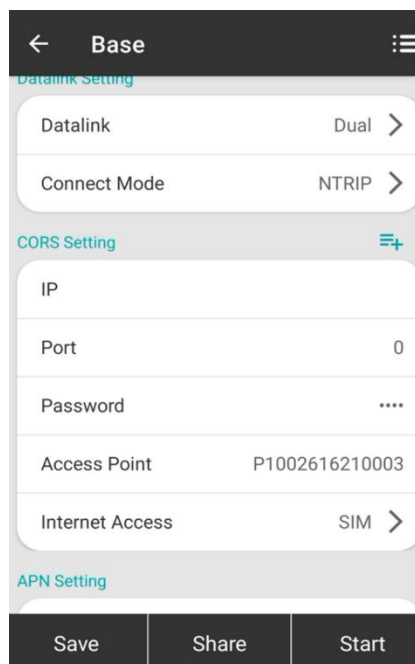 Base
Datalink Setting
Datalink Dual
Connect Mode NTRIP
CORS Setting
IP
Port 0
Password ••••
Access Point P1002616210003
Internet Access SIM
APN Setting
Save Share Start